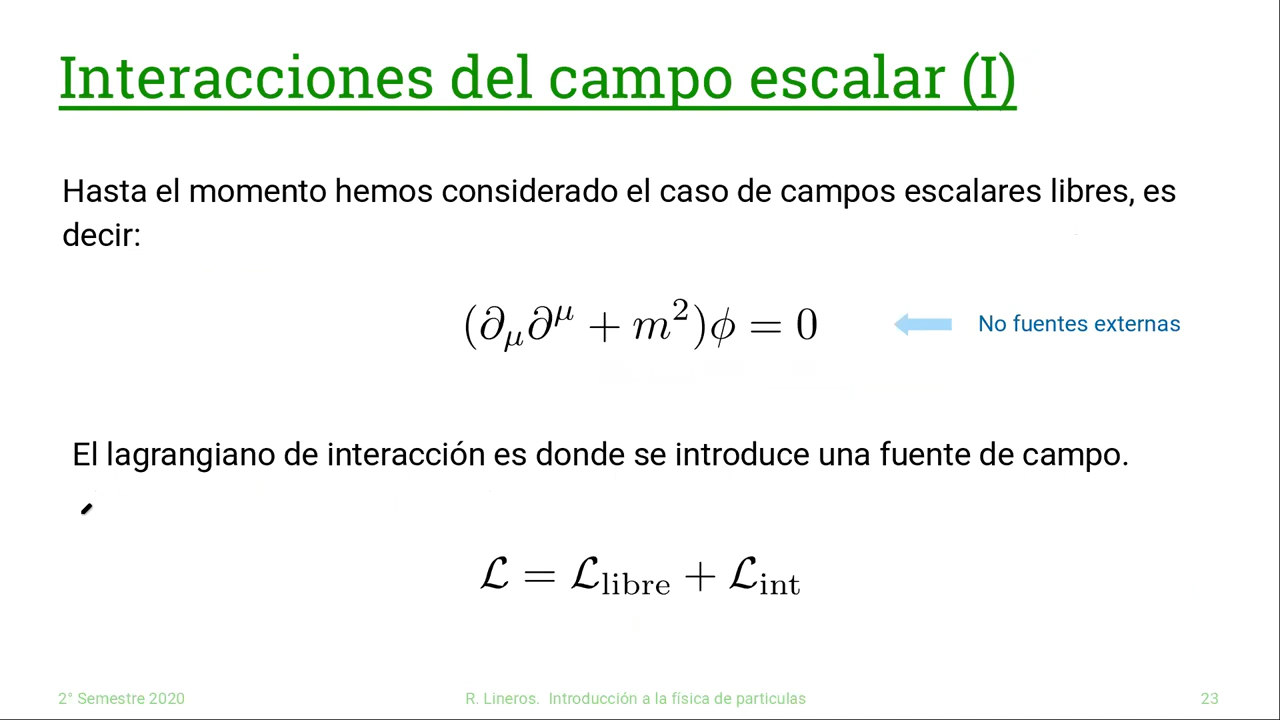 Interacciones del campo escalar (I)
Hasta el momento hemos considerado el caso de campos escalares libres, es
decir:
(∂_μ∂^μ + m²)ϕ = 0
No fuentes externas
El lagrangiano de interacción es donde se introduce una fuente de campo.
ℒ = ℒ_libre + ℒ_int
2° Semestre 2020
R. Lineros. Introducción a la física de particulas
23